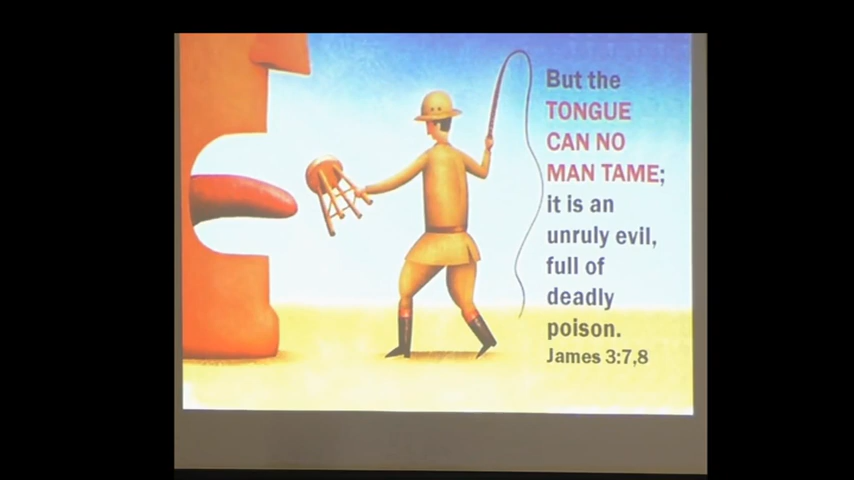 But the
TONGUE
CAN NO
MAN TAME;
it is an
unruly evil,
full of
deadly
poison.
James 3:7,8